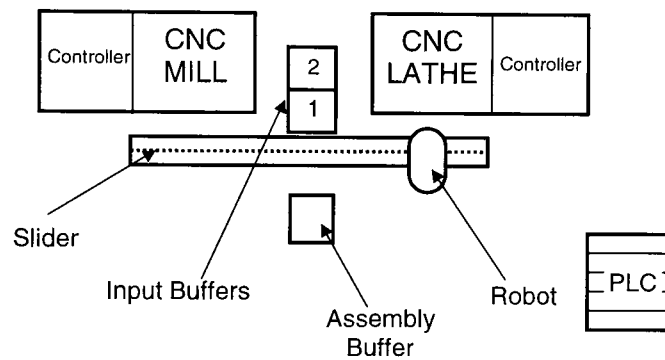 Controller
CNC
MILL
2
1
CNC
LATHE
Controller
Slider
Input Buffers
Assembly
Buffer
Robot
PLC